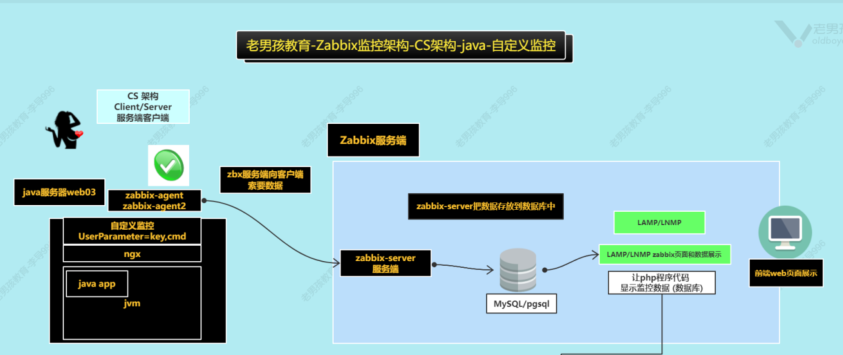 老男孩教育-Zabbix监控架构-CS架构-java-自定义监控
老男孩
oldboye
CS 架构
Client/Server
服务端客户端
Zabbix服务端
zbx服务端向客户端
索要数据
java服务器web03
zabbix-agent
zabbix-agent2
自定义监控
UserParameter=key,cmd
ngx
java app
jvm
zabbix-server把数据存放到数据库中
zabbix-server
服务端
MySQL/pgsql
LAMP/LNMP
LAMP/LNMP zabbix页面和数据展示
让php程序代码
显示监控数据 (数据库)
前端web页面展示